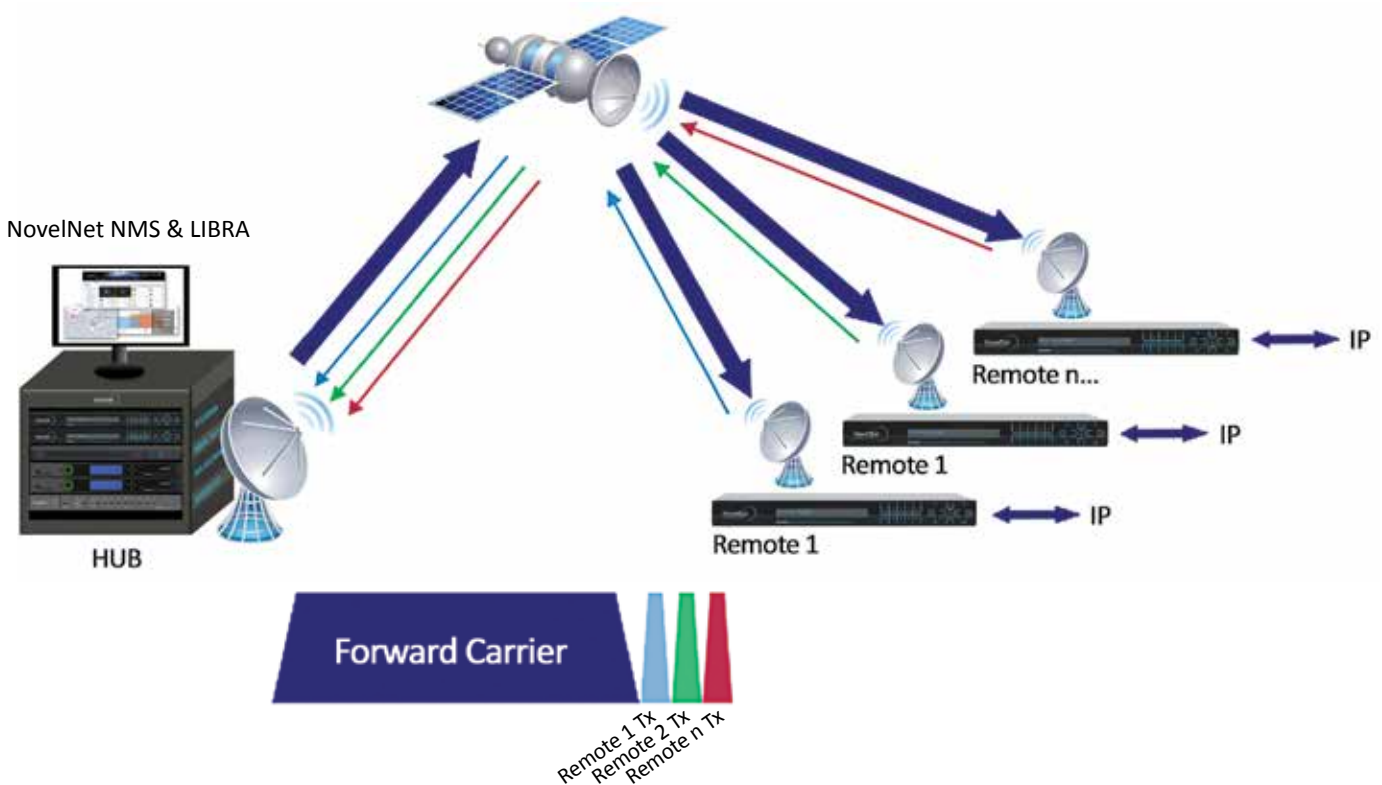 NovelNet NMS & LIBRA
IP
Remote n...
IP
Remote 1
IP
Remote 1
HUB
Forward Carrier
Remote 1 Tx
Remote 2 Tx
Remote n Tx